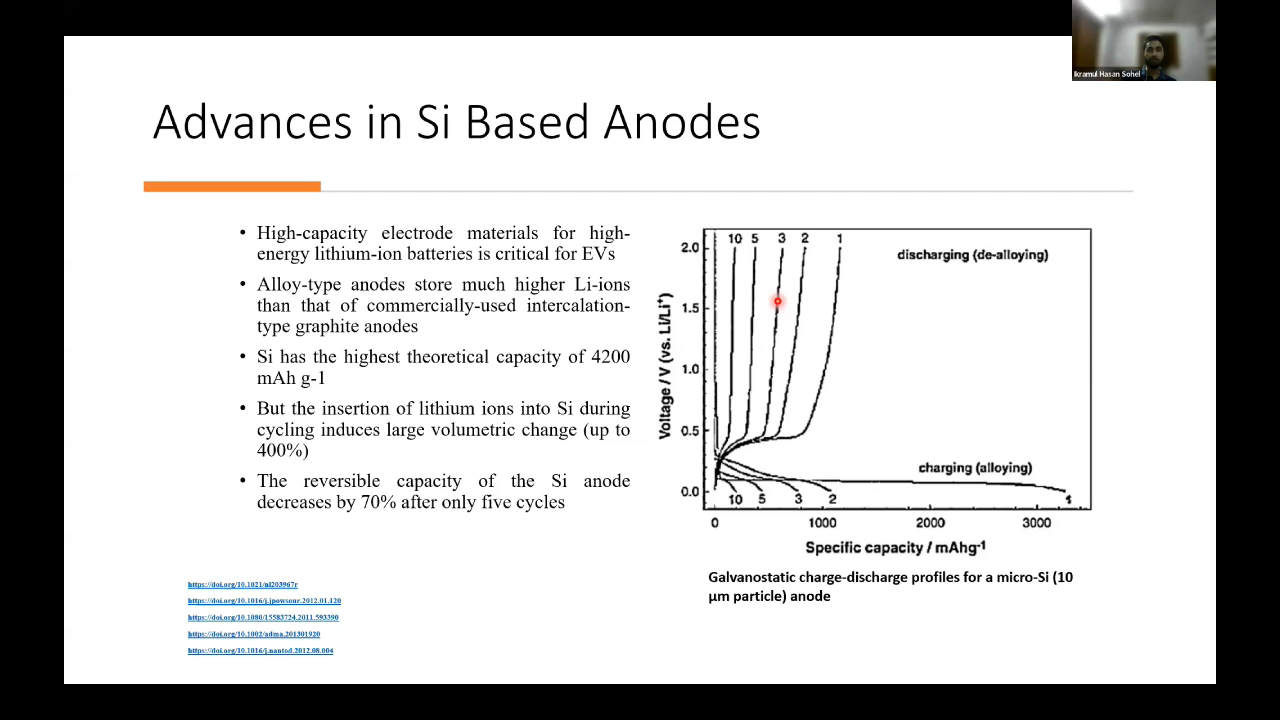 Ikramul Hasan Sohel
Advances in Si Based Anodes
• High-capacity electrode materials for high-
energy lithium-ion batteries is critical for EVs
• Alloy-type anodes store much higher Li-ions
than that of commercially-used intercalation-
type graphite anodes
• Si has the highest theoretical capacity of 4200
mAh g-1
• But the insertion of lithium ions into Si during
cycling induces large volumetric change (up to
400%)
• The reversible capacity of the Si anode
decreases by 70% after only five cycles
https://doi.org/10.1021/nl203967r
https://doi.org/10.1016/j.jpowsour.2012.01.120
https://doi.org/10.1080/15583724.2011.593390
https://doi.org/10.1002/adma.201301920
https://doi.org/10.1016/j.nantod.2012.08.004
10 5 3 2 1
discharging (de-alloying)
2.0
1.5
1.0
0.5
0.0
Voltage / V (vs. Li/Li+)
charging (alloying)
10 5 3 2 1
0 1000 2000 3000
Specific capacity / mAhg-1
Galvanostatic charge-discharge profiles for a micro-Si (10
µm particle) anode